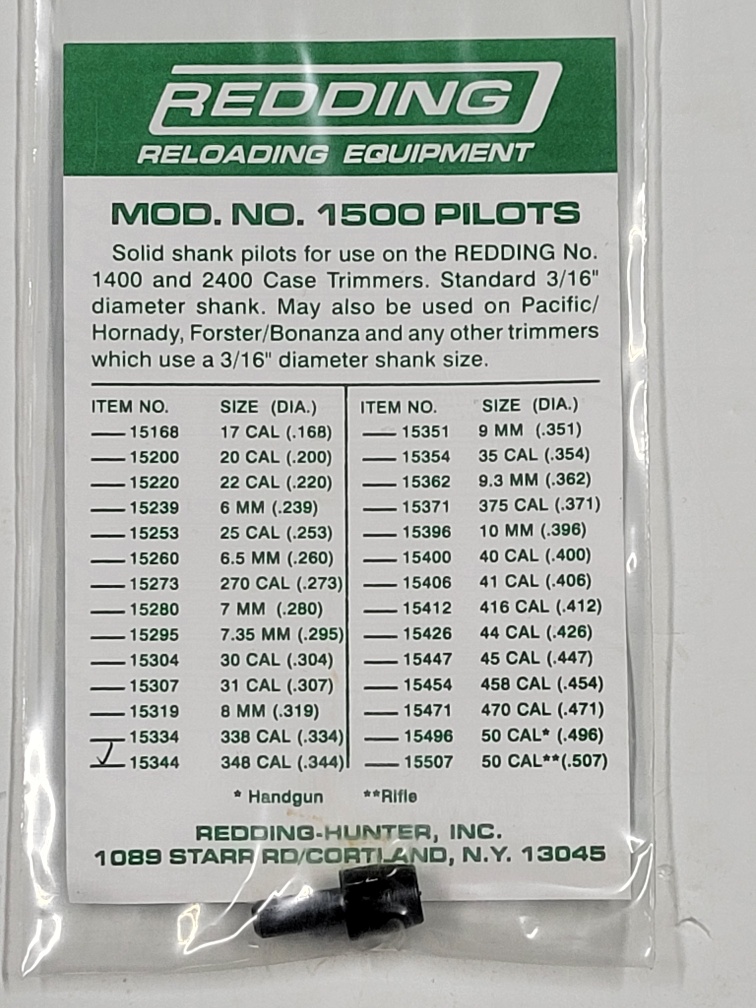 REDDING
RELOADING EQUIPMENT
MOD. NO. 1500 PILOTS
Solid shank pilots for use on the REDDING No.
1400 and 2400 Case Trimmers. Standard 3/16"
diameter shank. May also be used on Pacific/
Hornady, Forster/Bonanza and any other trimmers
which use a 3/16" diameter shank size.
ITEM NO. SIZE (DIA.)
15168 17 CAL (.168)
15200 20 CAL (.200)
15220 22 CAL (.220)
15239 6 MM (.239)
15253 25 CAL (.253)
15260 6.5 MM (.260)
15273 270 CAL (.273)
15280 7 MM (.280)
15295 7.35 MM (.295)
15304 30 CAL (.304)
15307 31 CAL (.307)
15319 8 MM (.319)
15334 338 CAL (.334)
✓ 15344 348 CAL (.344)
ITEM NO. SIZE (DIA.)
15351 9 MM (.351)
15354 35 CAL (.354)
15362 9.3 MM (.362)
15371 375 CAL (.371)
15396 10 MM (.396)
15400 40 CAL (.400)
15406 41 CAL (.406)
15412 416 CAL (.412)
15426 44 CAL (.426)
15447 45 CAL (.447)
15454 458 CAL (.454)
15471 470 CAL (.471)
15496 50 CAL* (.496)
15507 50 CAL**(.507)
* Handgun **Rifle
REDDING-HUNTER, INC.
1089 STARR RD/CORTLAND, N.Y. 13045